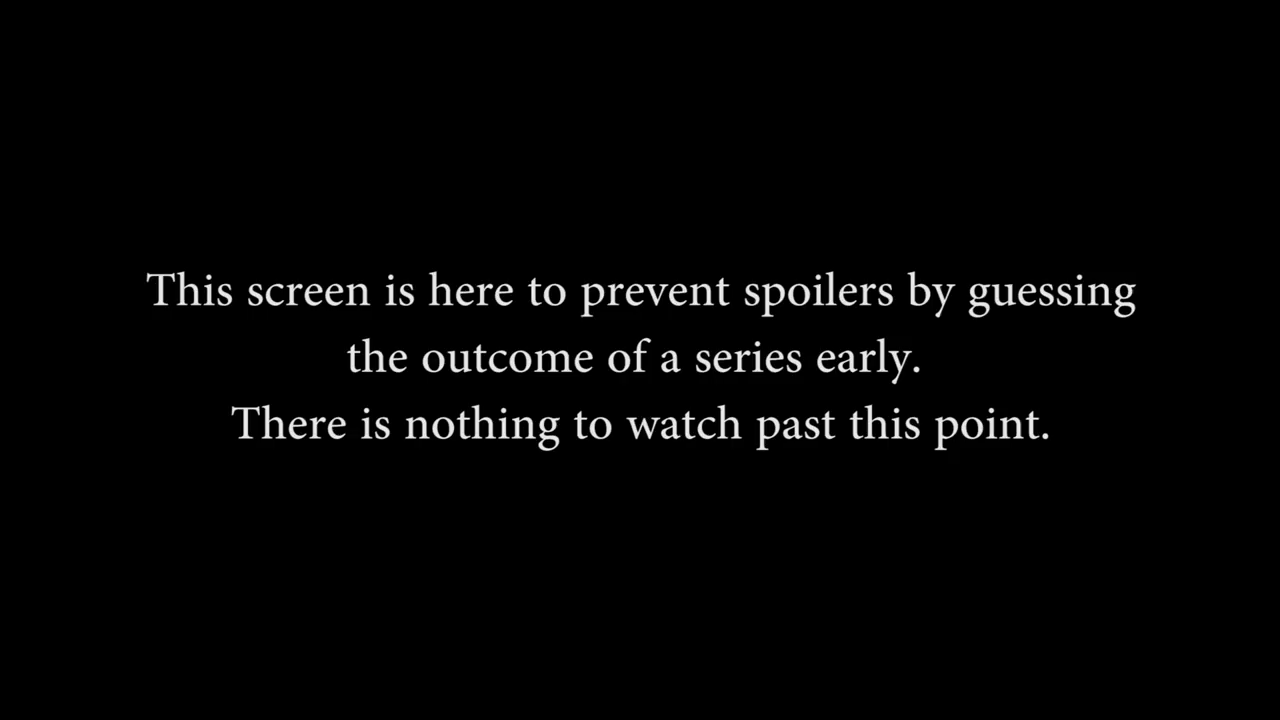 This screen is here to prevent spoilers by guessing
the outcome of a series early.
There is nothing to watch past this point.